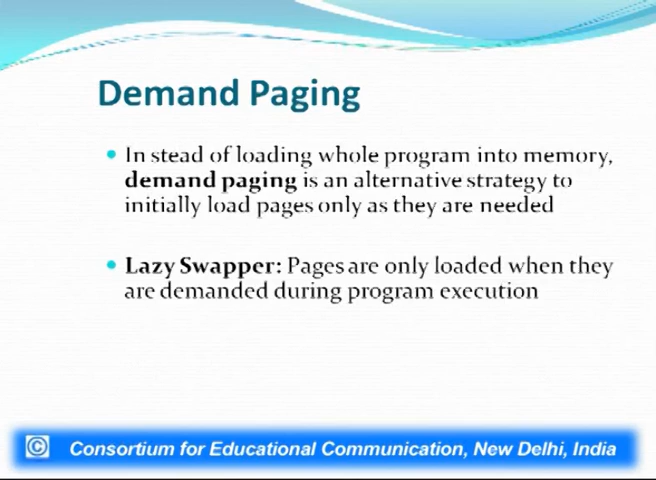 Demand Paging
In stead of loading whole program into memory,
demand paging is an alternative strategy to
initially load pages only as they are needed
Lazy Swapper: Pages are only loaded when they
are demanded during program execution
© Consortium for Educational Communication, New Delhi, India